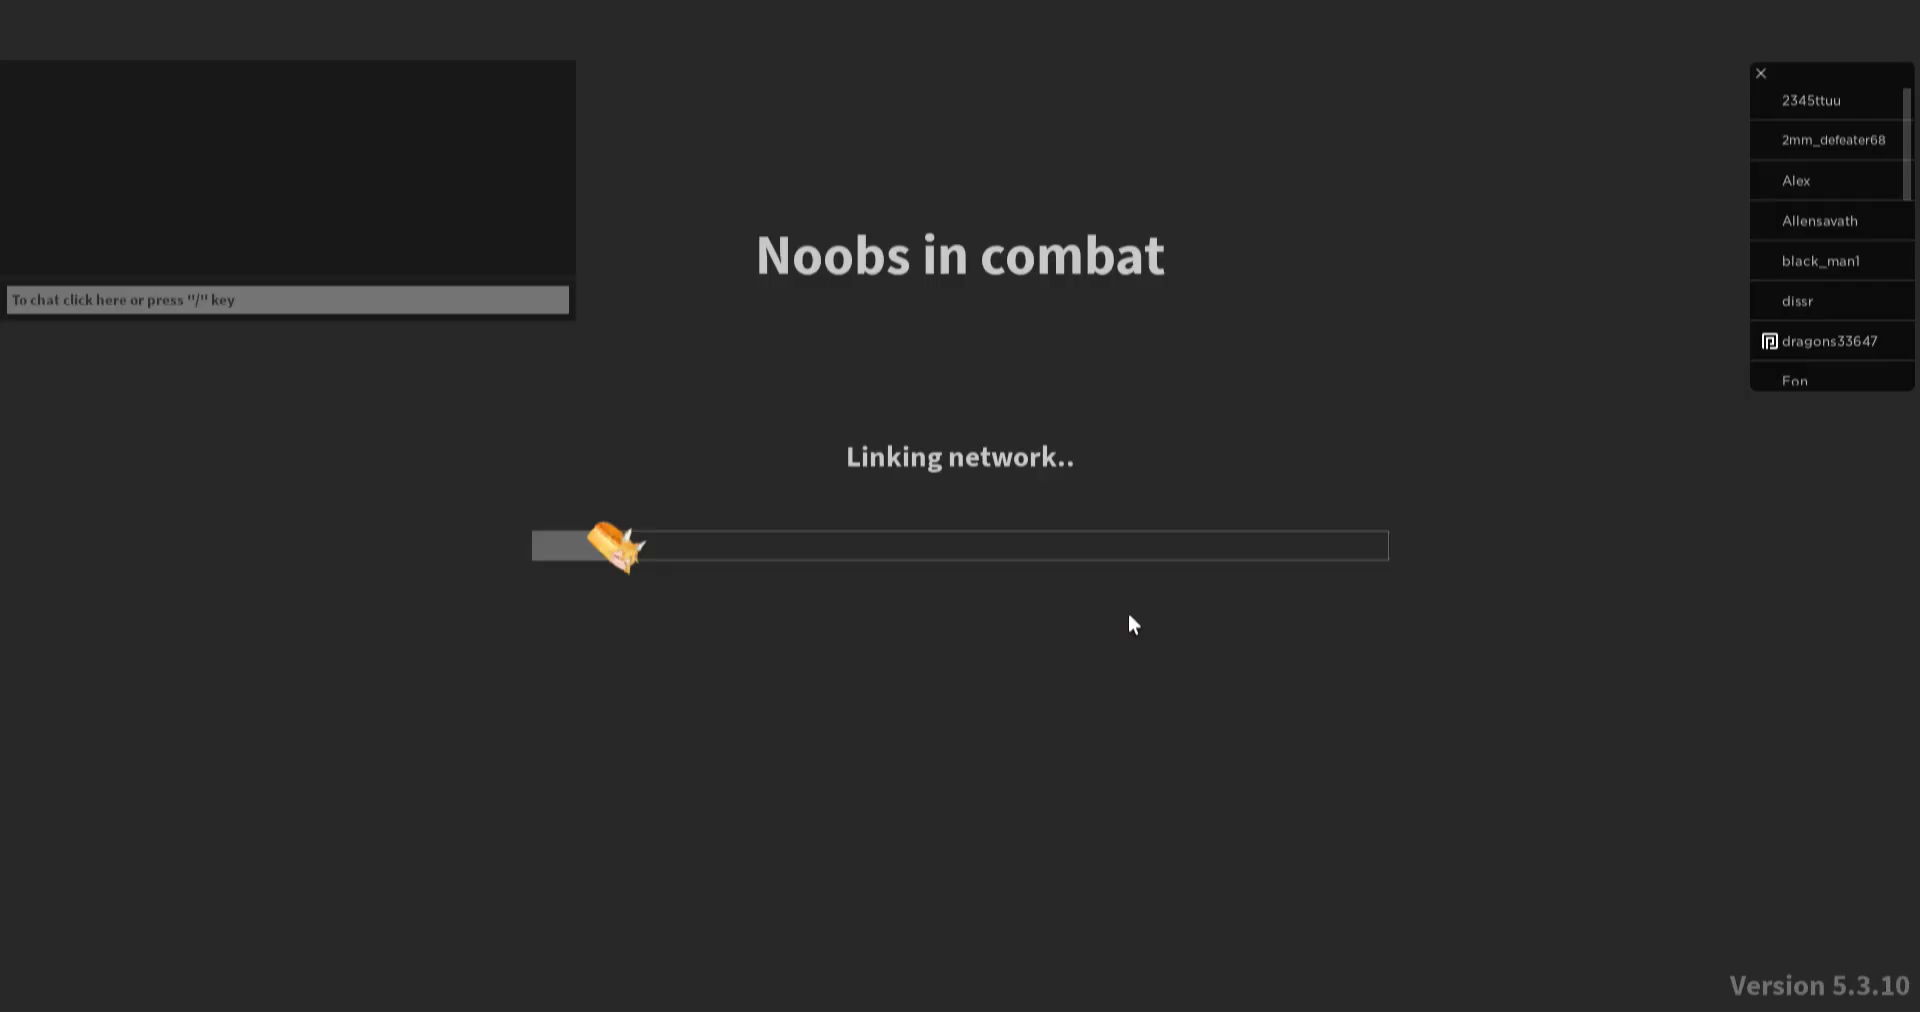 Noobs in combat
To chat click here or press "/" key
Linking network..
2345ttuu
2mm_defeater68
Alex
Allensavath
black_man1
dissr
dragons33647
Fon
Version 5.3.10